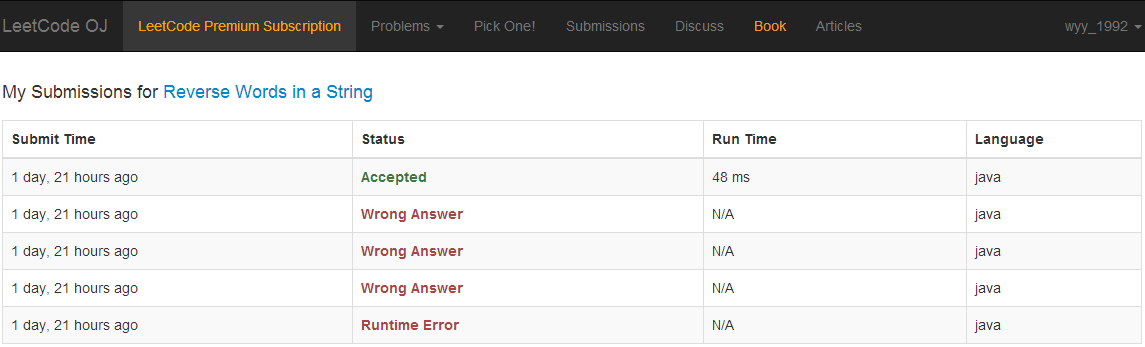 LeetCode OJ LeetCode Premium Subscription Problems Pick One! Submissions Discuss Book Articles wyy_1992
My Submissions for Reverse Words in a String
Submit Time Status Run Time Language
1 day, 21 hours ago Accepted 48 ms java
1 day, 21 hours ago Wrong Answer N/A java
1 day, 21 hours ago Wrong Answer N/A java
1 day, 21 hours ago Wrong Answer N/A java
1 day, 21 hours ago Runtime Error N/A java